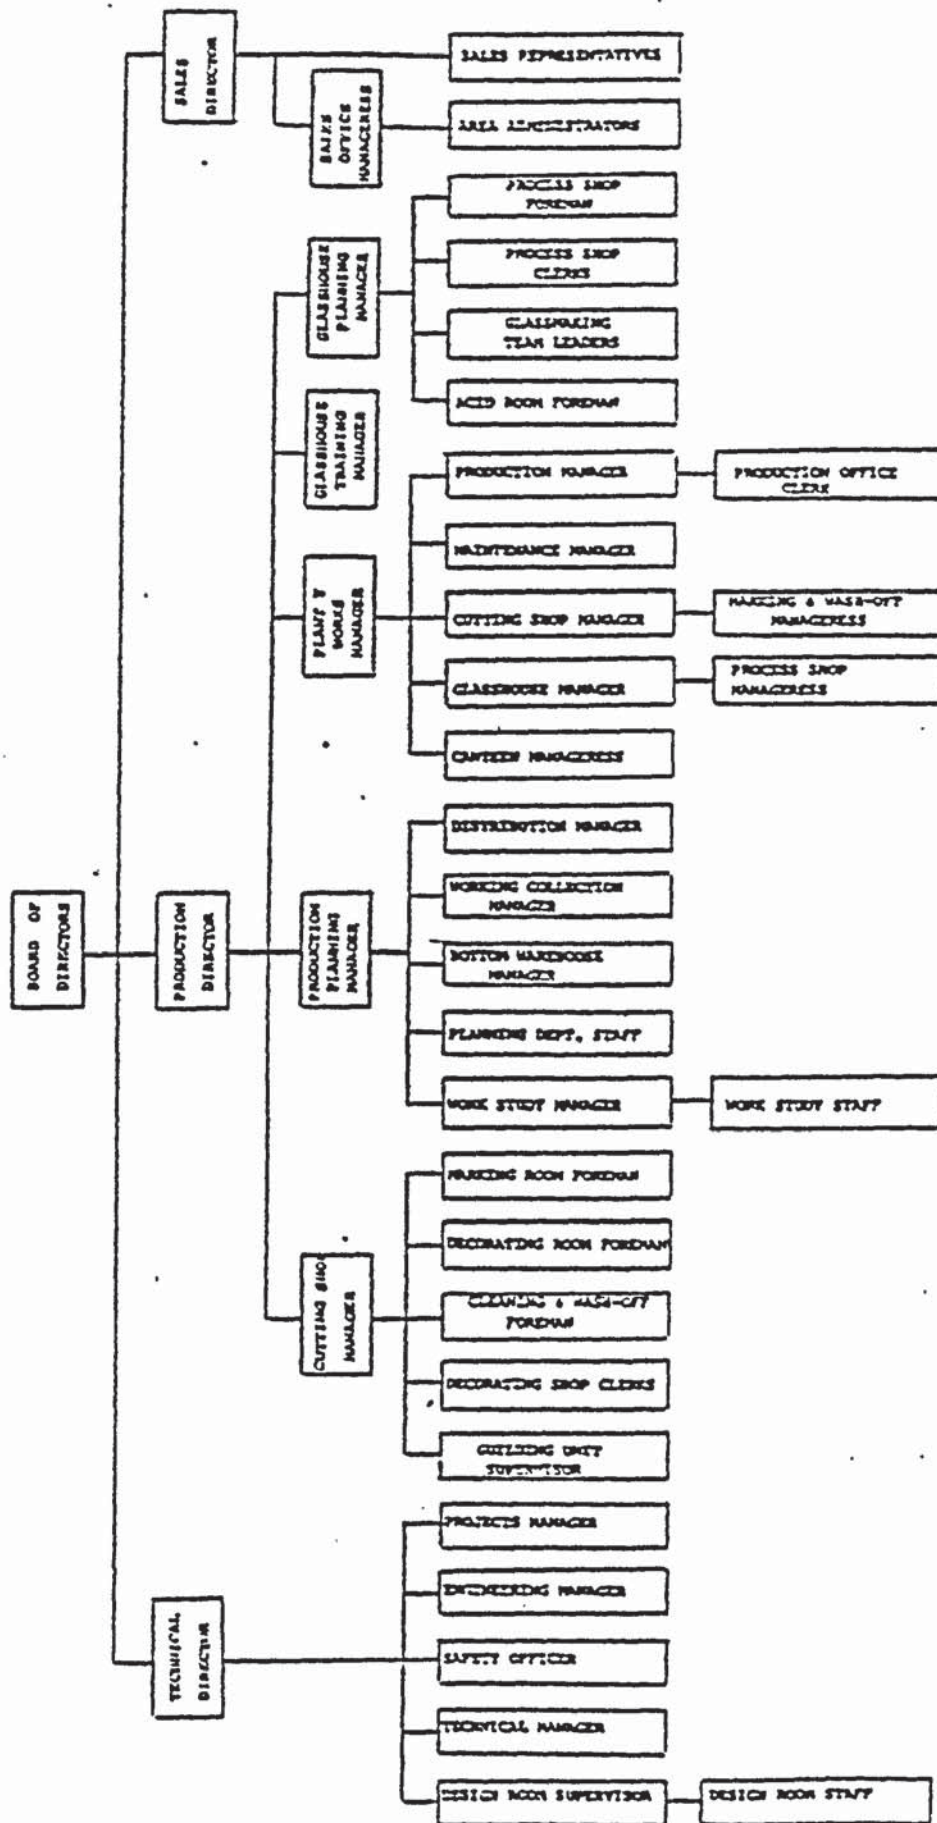 BOARD OF
DIRECTORS
SALES
DIRECTOR
PRODUCTION
DIRECTOR
TECHNICAL
DIRECTOR
SALES
OFFICE
MANAGERESS
GLASSHOUSE
PLANNING
MANAGER
GLASSHOUSE
TRAINING
MANAGER
PLANT
WORKS
MANAGER
PRODUCTION
PLANNING
MANAGER
CUTTING SHOP
MANAGER
SALES REPRESENTATIVES
AREA ADMINISTRATORS
PROCESS SHOP
FOREMAN
PROCESS SHOP
CLERKS
GLASSMAKING
TEAM LEADERS
ACID ROOM FOREMAN
PRODUCTION MANAGER
PRODUCTION OFFICE
CLERK
MAINTENANCE MANAGER
CUTTING SHOP MANAGER
MARKING & WASH-OFF
MANAGERESS
GLASSHOUSE MANAGER
PROCESS SHOP
MANAGERESS
CANTEEN MANAGERESS
DISTRIBUTION MANAGER
WORKING COLLECTION
MANAGER
BOTTOM WAREHOUSE
MANAGER
PLANNING DEPT. STAFF
WORK STUDY MANAGER
WORK STUDY STAFF
MARKING ROOM FOREMAN
DECORATING ROOM FOREMAN
CLEANING & WASH-OFF
FOREMAN
DECORATING SHOP CLERKS
UNIT
SUPERVISOR
PROJECTS MANAGER
ENGINEERING MANAGER
SAFETY OFFICER
TECHNICAL MANAGER
DESIGN ROOM SUPERVISOR
DESIGN ROOM STAFF